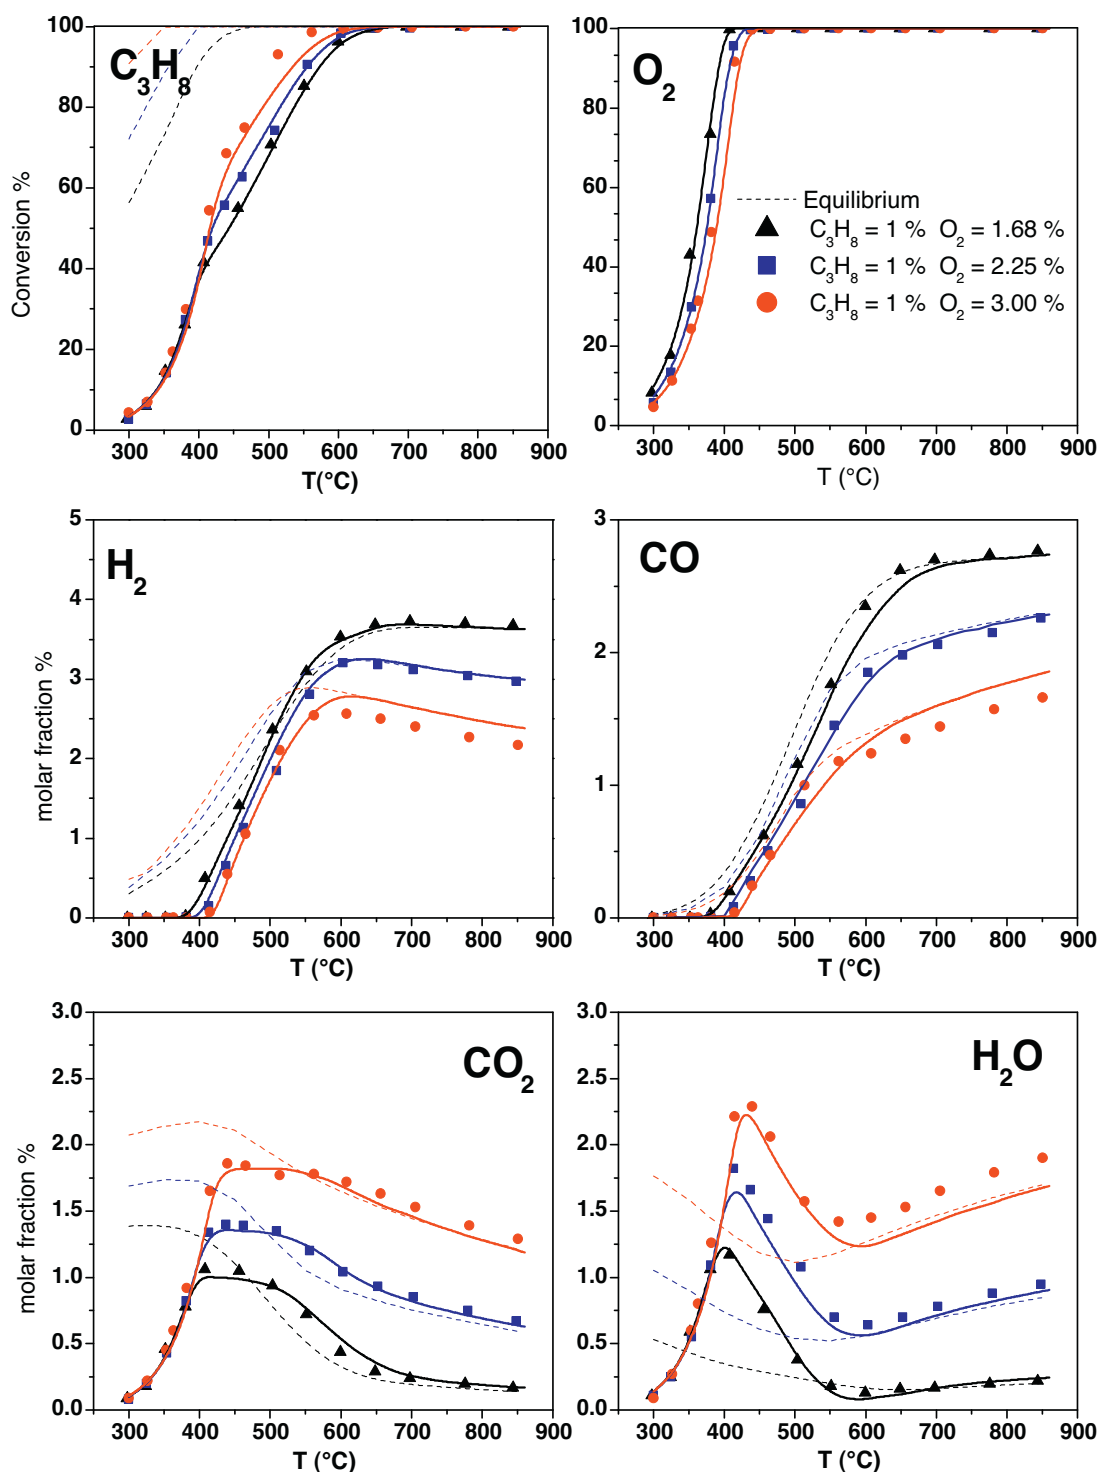 C3H8
100
80
60
40
20
0
Conversion %
300 400 500 600 700 800 900
T(°C)
O2
100
80
60
40
20
0
Equilibrium
C3H8 = 1 % O2 = 1.68 %
C3H8 = 1 % O2 = 2.25 %
C3H8 = 1 % O2 = 3.00 %
300 400 500 600 700 800 900
T (°C)
H2
5
4
3
2
1
0
molar fraction %
300 400 500 600 700 800 900
T (°C)
CO
3
2
1
0
300 400 500 600 700 800 900
T (°C)
CO2
3.0
2.5
2.0
1.5
1.0
0.5
0.0
molar fraction %
300 400 500 600 700 800 900
T (°C)
H2O
3.0
2.5
2.0
1.5
1.0
0.5
0.0
300 400 500 600 700 800 900
T (°C)